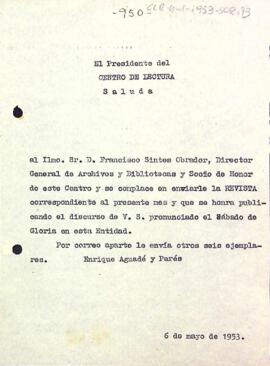 -950-
El Presidente del
CENTRO DE LECTURA
Saluda
al Ilmo. Sr. D. Francisco Sintes Obrador, Director
General de Archivos y Bibliotecas y Socio de Honor
de este Centro y se complace en enviarle la REVISTA
correspondiente al presente mes y que se honra publi-
cando el discurso de V. S. pronunciado el Sábado de
Gloria en esta Entidad.
Por correo aparte le envía otros seis ejempla-
res. Enrique Aguadé y Parés
6 de mayo de 1953.